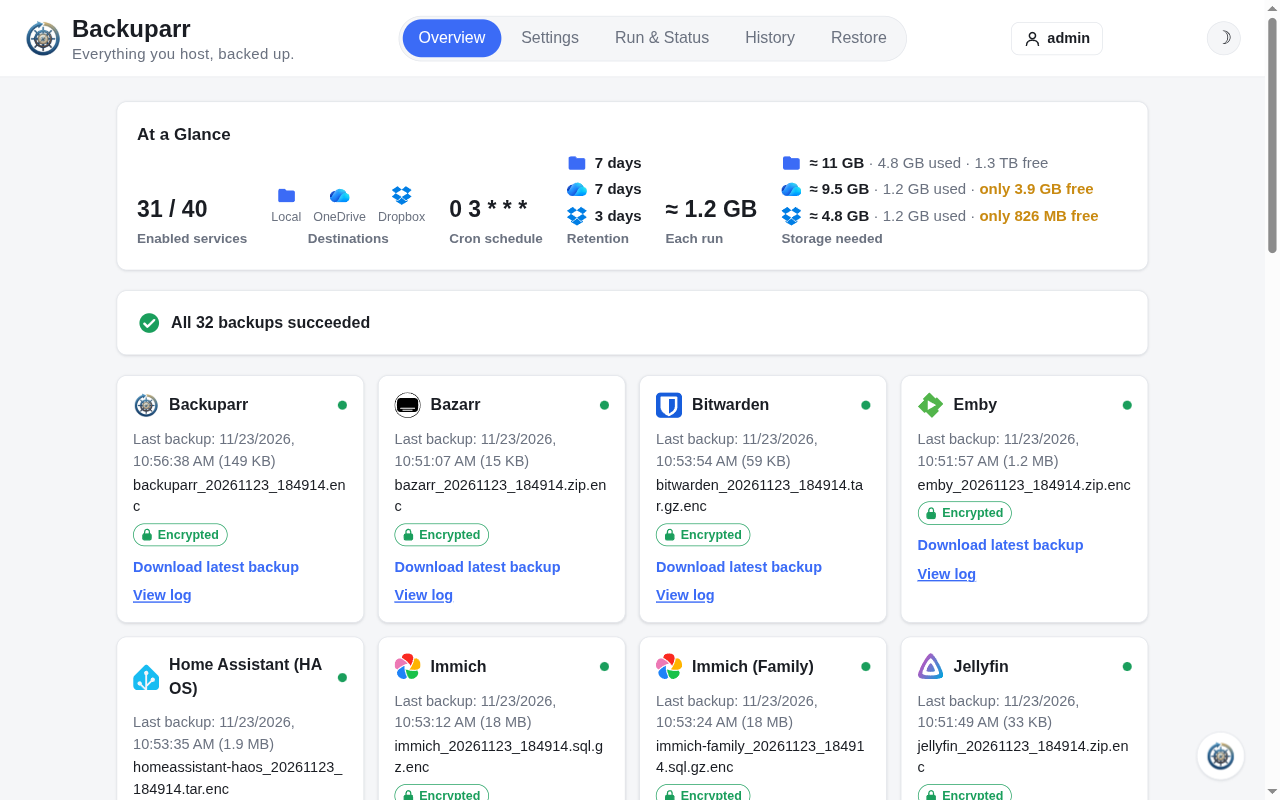 Backuparr
Everything you host, backed up.
Overview
Settings
Run & Status
History
Restore
admin
At a Glance
31 / 40
Enabled services
Local
OneDrive
Dropbox
Destinations
0 3 * * *
Cron schedule
7 days
7 days
3 days
Retention
≈ 1.2 GB
Each run
≈ 11 GB · 4.8 GB used · 1.3 TB free
≈ 9.5 GB · 1.2 GB used · only 3.9 GB free
≈ 4.8 GB · 1.2 GB used · only 826 MB free
Storage needed
All 32 backups succeeded
Backuparr
Last backup: 11/23/2026,
10:56:38 AM (149 KB)
backuparr_20261123_184914.en
c
Encrypted
Download latest backup
View log
Bazarr
Last backup: 11/23/2026,
10:51:07 AM (15 KB)
bazarr_20261123_184914.zip.en
c
Encrypted
Download latest backup
View log
Bitwarden
Last backup: 11/23/2026,
10:53:54 AM (59 KB)
bitwarden_20261123_184914.ta
r.gz.enc
Encrypted
Download latest backup
View log
Emby
Last backup: 11/23/2026,
10:51:57 AM (1.2 MB)
emby_20261123_184914.zip.enc
Encrypted
Download latest backup
View log
Home Assistant (HA
OS)
Last backup: 11/23/2026,
10:53:35 AM (1.9 MB)
homeassistant-haos_20261123_
184914.tar.enc
Immich
Last backup: 11/23/2026,
10:53:12 AM (18 MB)
immich_20261123_184914.sql.g
z.enc
Encrypted
Immich (Family)
Last backup: 11/23/2026,
10:53:24 AM (18 MB)
immich-family_20261123_18491
4.sql.gz.enc
Encrypted
Jellyfin
Last backup: 11/23/2026,
10:51:49 AM (33 KB)
jellyfin_20261123_184914.zip.en
c
Encrypted